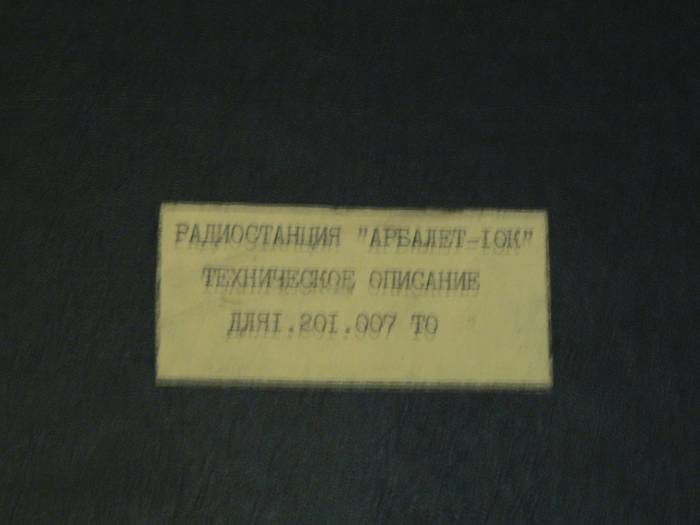 РАДИОСТАНЦИЯ "АРБАЛЕТ-10К"
ТЕХНИЧЕСКОЕ ОПИСАНИЕ
ДЛЯ1.201.007 ТО